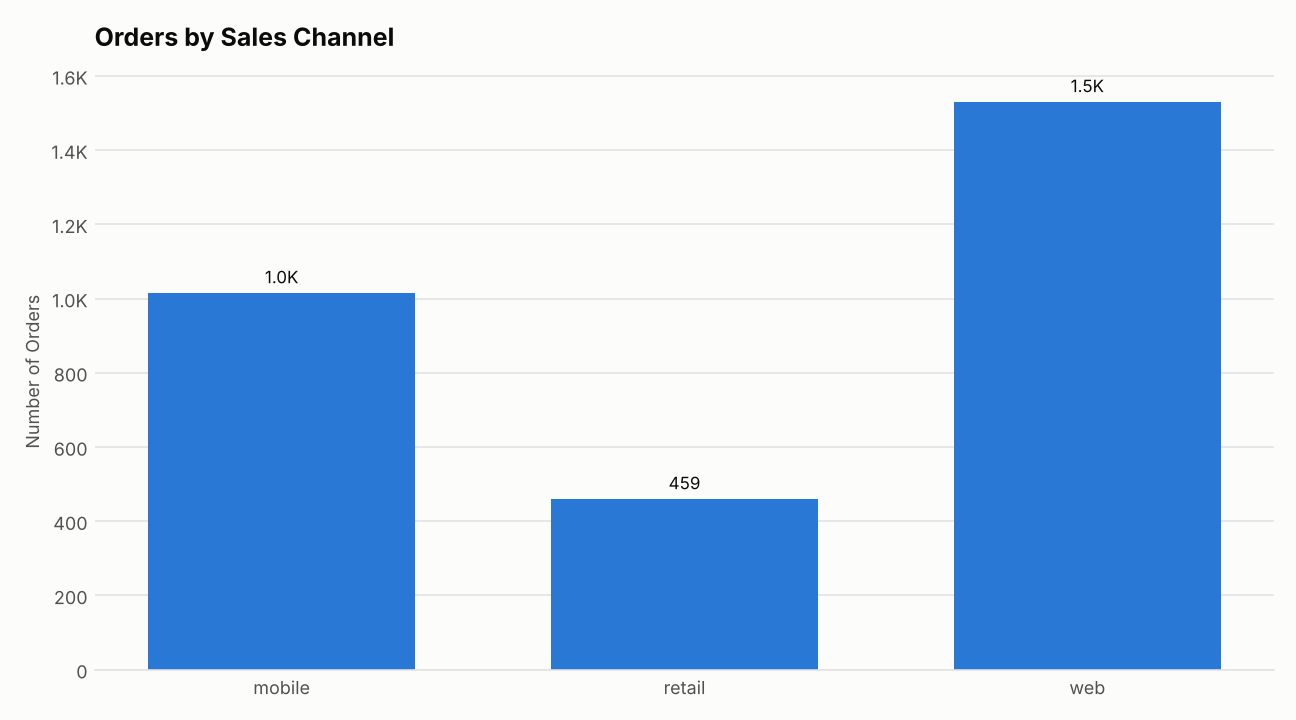 Orders by Sales Channel
Number of Orders
1.6K
1.4K
1.2K
1.0K
800
600
400
200
0
1.0K
459
1.5K
mobile
retail
web